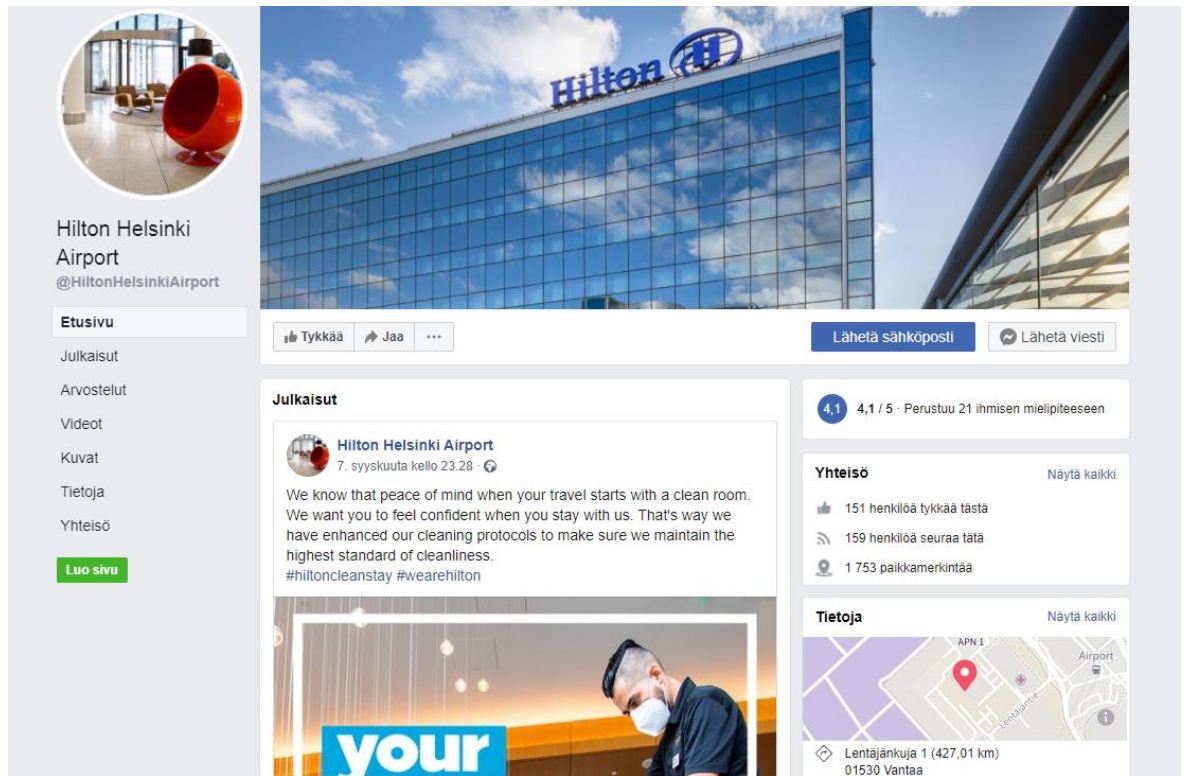 Hilton
Hilton Helsinki
Airport
@HiltonHelsinkiAirport
Etusivu
Julkaisut
Arvostelut
Videot
Kuvat
Tietoja
Yhteisö
Luo sivu
Tykkää
Jaa
Lähetä sähköposti
Lähetä viesti
Julkaisut
Hilton Helsinki Airport
7. syyskuuta kello 23.28 ·
We know that peace of mind when your travel starts with a clean room.
We want you to feel confident when you stay with us. That's way we
have enhanced our cleaning protocols to make sure we maintain the
highest standard of cleanliness.
#hiltoncleanstay #wearehilton
your
4,1 4,1 / 5 · Perustuu 21 ihmisen mielipiteeseen
Yhteisö Näytä kaikki
151 henkilöä tykkää tästä
159 henkilöä seuraa tätä
1 753 paikkamerkintää
Tietoja Näytä kaikki
APN 1
Airport
Lentäjäntie
Lentäjänkuja 1 (427,01 km)
01530 Vantaa